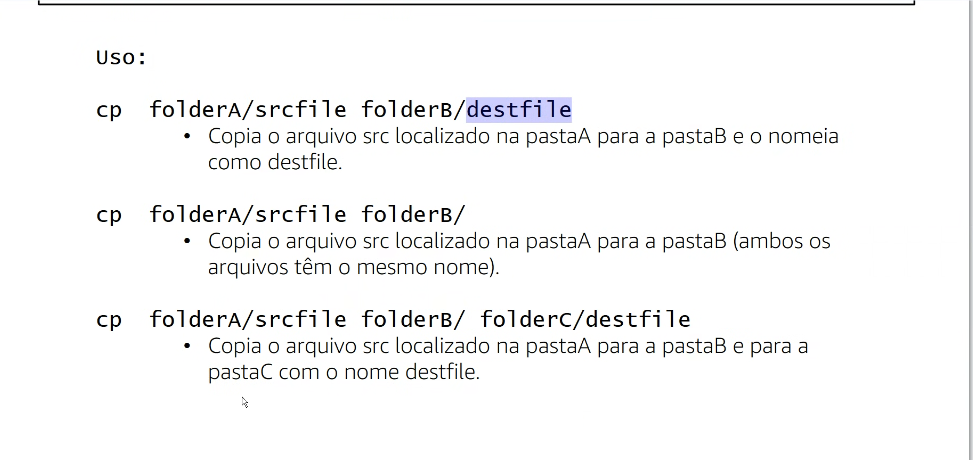 Uso:
cp  folderA/srcfile folderB/destfile
• Copia o arquivo src localizado na pastaA para a pastaB e o nomeia
como destfile.
cp  folderA/srcfile folderB/
• Copia o arquivo src localizado na pastaA para a pastaB (ambos os
arquivos têm o mesmo nome).
cp  folderA/srcfile folderB/ folderC/destfile
• Copia o arquivo src localizado na pastaA para a pastaB e para a
pastaC com o nome destfile.